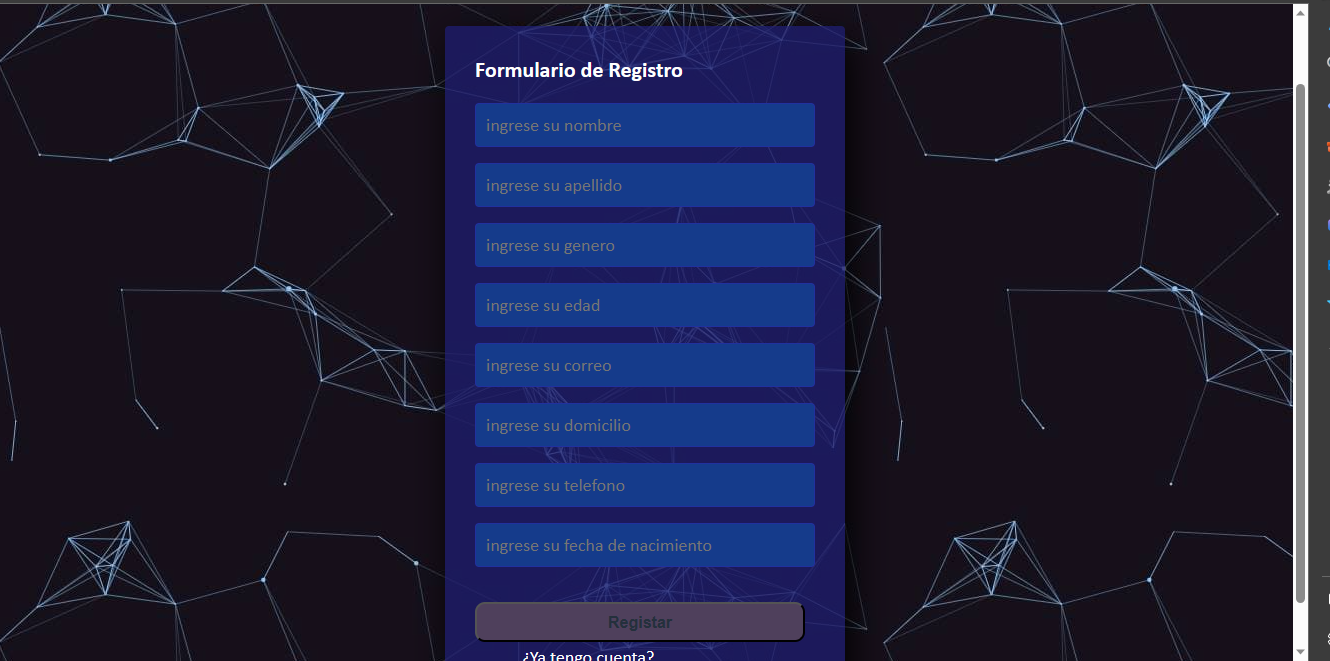 Formulario de Registro
ingrese su nombre
ingrese su apellido
ingrese su genero
ingrese su edad
ingrese su correo
ingrese su domicilio
ingrese su telefono
ingrese su fecha de nacimiento
Registar
¿Ya tengo cuenta?